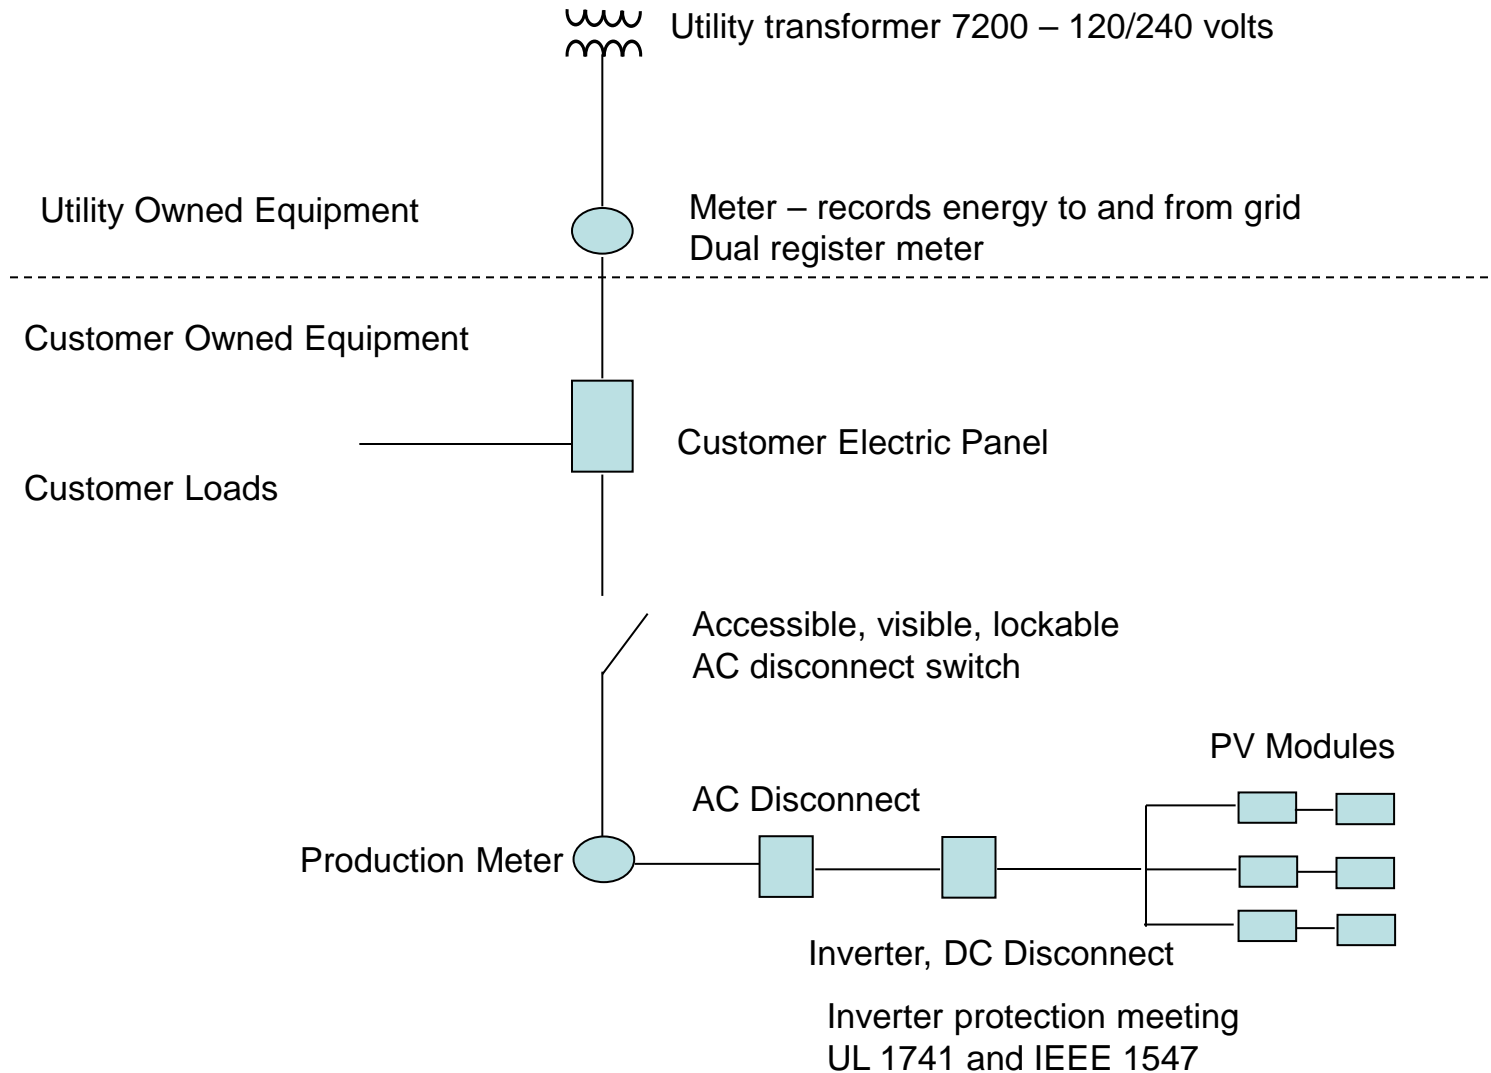 Utility transformer 7200 – 120/240 volts
Utility Owned Equipment
Meter – records energy to and from grid
Dual register meter
Customer Owned Equipment
Customer Electric Panel
Customer Loads
Accessible, visible, lockable
AC disconnect switch
PV Modules
AC Disconnect
Production Meter
Inverter, DC Disconnect
Inverter protection meeting
UL 1741 and IEEE 1547